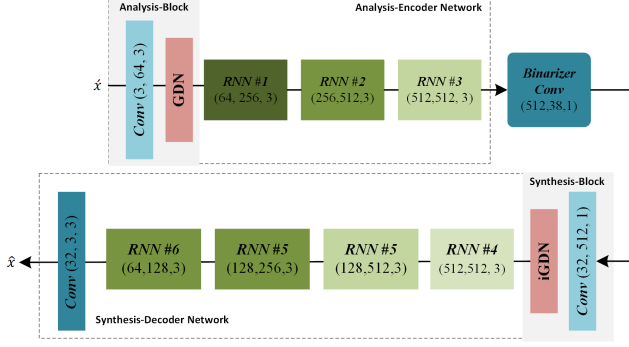 Analysis-Block
Analysis-Encoder Network
x́
Conv (3, 64, 3)
GDN
RNN #1
(64, 256, 3)
RNN #2
(256,512,3)
RNN #3
(512,512, 3)
Binarizer
Conv
(512,38,1)
Synthesis-Block
x̂
Conv (32, 3, 3)
RNN #6
(64,128,3)
RNN #5
(128,256,3)
RNN #5
(128,512,3)
RNN #4
(512,512, 3)
iGDN
Conv (32, 512, 1)
Synthesis-Decoder Network